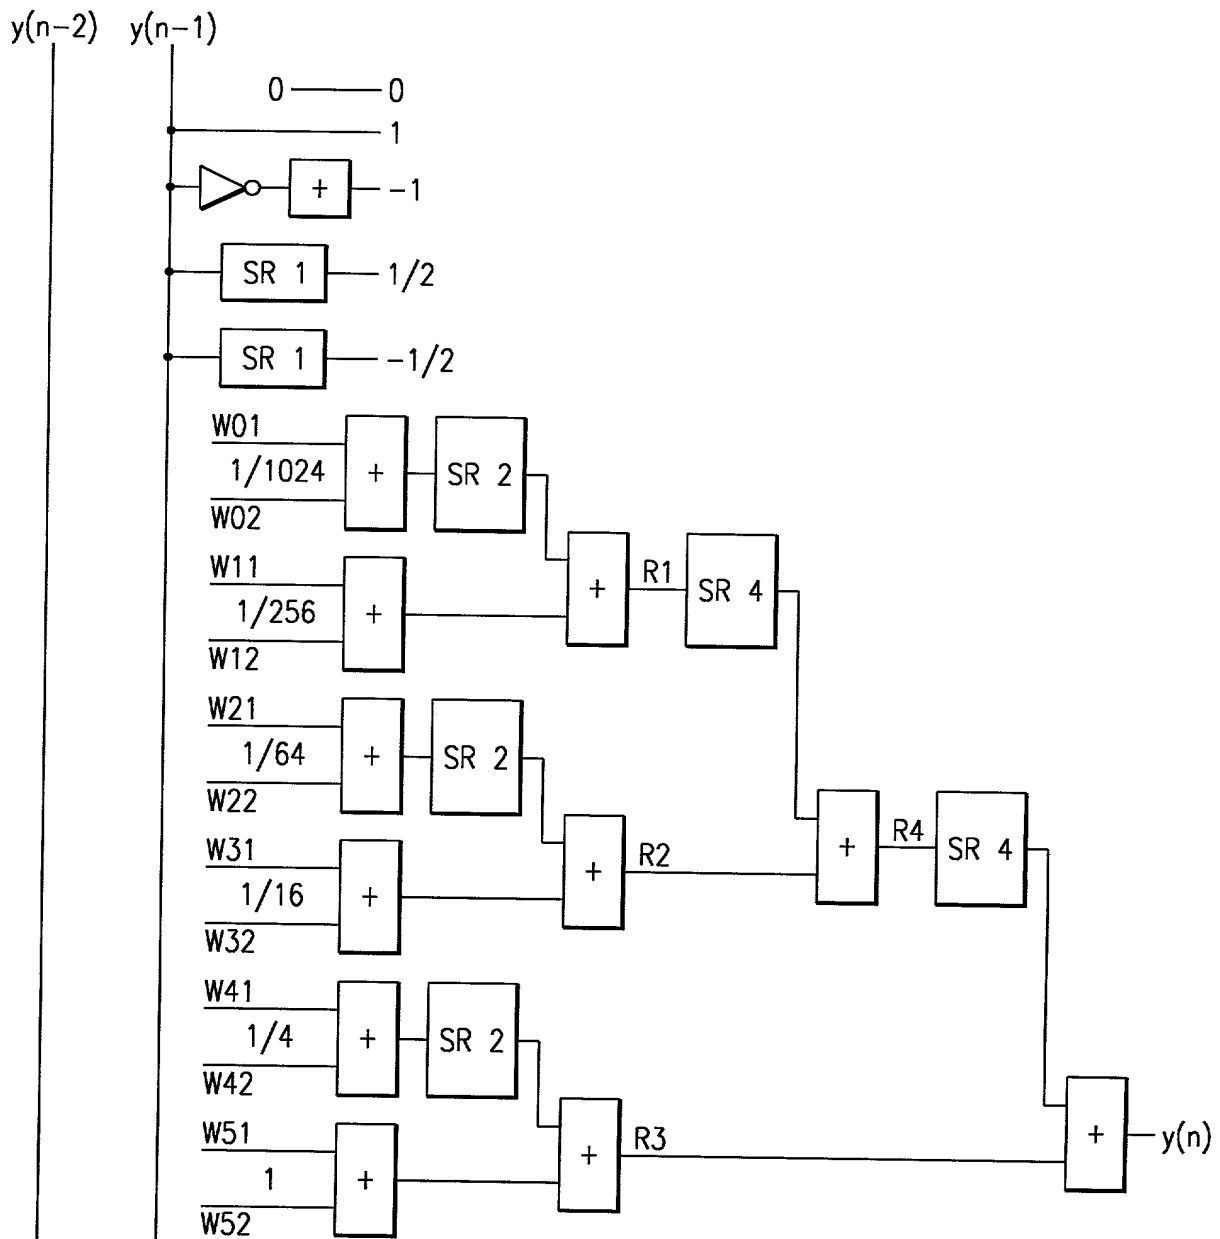 y(n-2) y(n-1)
0 0
1
+ -1
SR 1 1/2
SR 1 -1/2
W01
1/1024 + SR 2
W02
W11
1/256 + + R1 SR 4
W12
W21
1/64 + SR 2
W22
W31
1/16 + + R2 + R4 SR 4
W32
W41
1/4 + SR 2
W42
W51
1 + + R3 + y(n)
W52